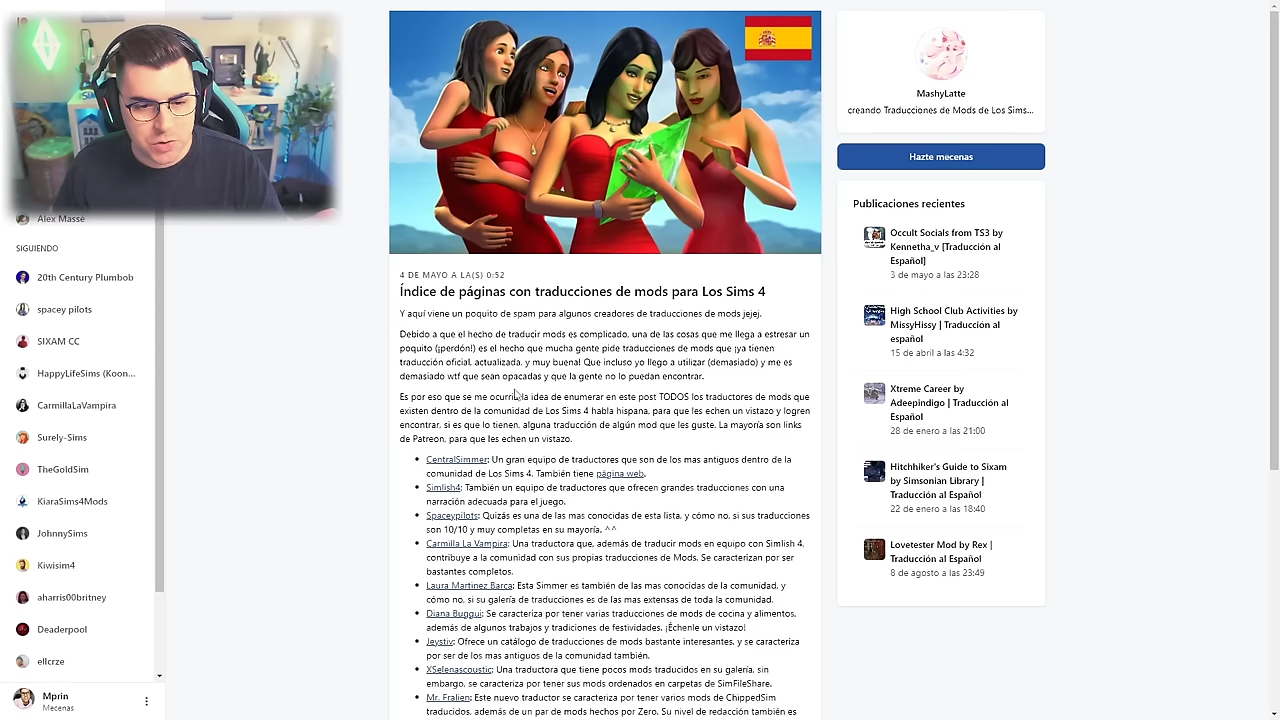 Alex Massé
SIGUIENDO
20th Century Plumbob
spacey pilots
SIXAM CC
HappyLifeSims (Koon...
CarmillaLaVampira
Surely-Sims
TheGoldSim
KiaraSims4Mods
JohnnySims
Kiwisim4
aharris00britney
Deaderpool
ellcrze
Mprin
Mecenas
4 DE MAYO A LA(S) 0:52
Índice de páginas con traducciones de mods para Los Sims 4
Y aquí viene un poquito de spam para algunos creadores de traducciones de mods jejej.
Debido a que el hecho de traducir mods es complicado, una de las cosas que me llega a estresar un
poquito (¡perdón!) es el hecho que mucha gente pide traducciones de mods que ¡ya tienen
traducción oficial, actualizada, y muy buena! Que incluso yo llego a utilizar (demasiado) y me es
demasiado wtf que sean opacadas y que la gente no lo puedan encontrar.
Es por eso que se me ocurrió la idea de enumerar en este post TODOS los traductores de mods que
existen dentro de la comunidad de Los Sims 4 habla hispana, para que les echen un vistazo y logren
encontrar, si es que lo tienen, alguna traducción de algún mod que les guste. La mayoría son links
de Patreon, para que les echen un vistazo.
• CentralSimmer: Un gran equipo de traductores que son de los mas antiguos dentro de la
comunidad de Los Sims 4. También tiene página web.
• Simlish4: También un equipo de traductores que ofrecen grandes traducciones con una
narración adecuada para el juego.
• Spaceypilots: Quizás es una de las mas conocidas de esta lista, y cómo no, si sus traducciones
son 10/10 y muy completas en su mayoría. ^^
• Carmilla La Vampira: Una traductora que, además de traducir mods en equipo con Simlish 4,
contribuye a la comunidad con sus propias traducciones de Mods. Se caracterizan por ser
bastantes completos.
• Laura Martinez Barca: Esta Simmer es también de las mas conocidas de la comunidad, y
cómo no, si su galería de traducciones es de las mas extensas de toda la comunidad.
• Diana Buggui: Se caracteriza por tener varias traducciones de mods de cocina y alimentos,
además de algunos trabajos y tradiciones de festividades. ¡Échenle un vistazo!
• Jeystiv: Ofrece un catálogo de traducciones de mods bastante interesantes, y se caracteriza
por ser de los mas antiguos de la comunidad también.
• XSelenascoustic: Una traductora que tiene pocos mods traducidos en su galería, sin
embargo, se caracteriza por tener sus mods ordenados en carpetas de SimFileShare.
• Mr. Fralien: Este nuevo traductor se caracteriza por tener varios mods de ChippedSim
traducidos, además de un par de mods hechos por Zero. Su nivel de redacción también es
MashyLatte
creando Traducciones de Mods de Los Sims...
Hazte mecenas
Publicaciones recientes
Occult Socials from TS3 by
Kennetha_v [Traducción al
Español]
3 de mayo a las 23:28
High School Club Activities by
MissyHissy | Traducción al
español
15 de abril a las 4:32
Xtreme Career by
Adeepindigo | Traducción al
Español
28 de enero a las 21:00
Hitchhiker's Guide to Sixam
by Simsonian Library |
Traducción al Español
22 de enero a las 18:40
Lovetester Mod by Rex |
Traducción al Español
8 de agosto a las 23:49